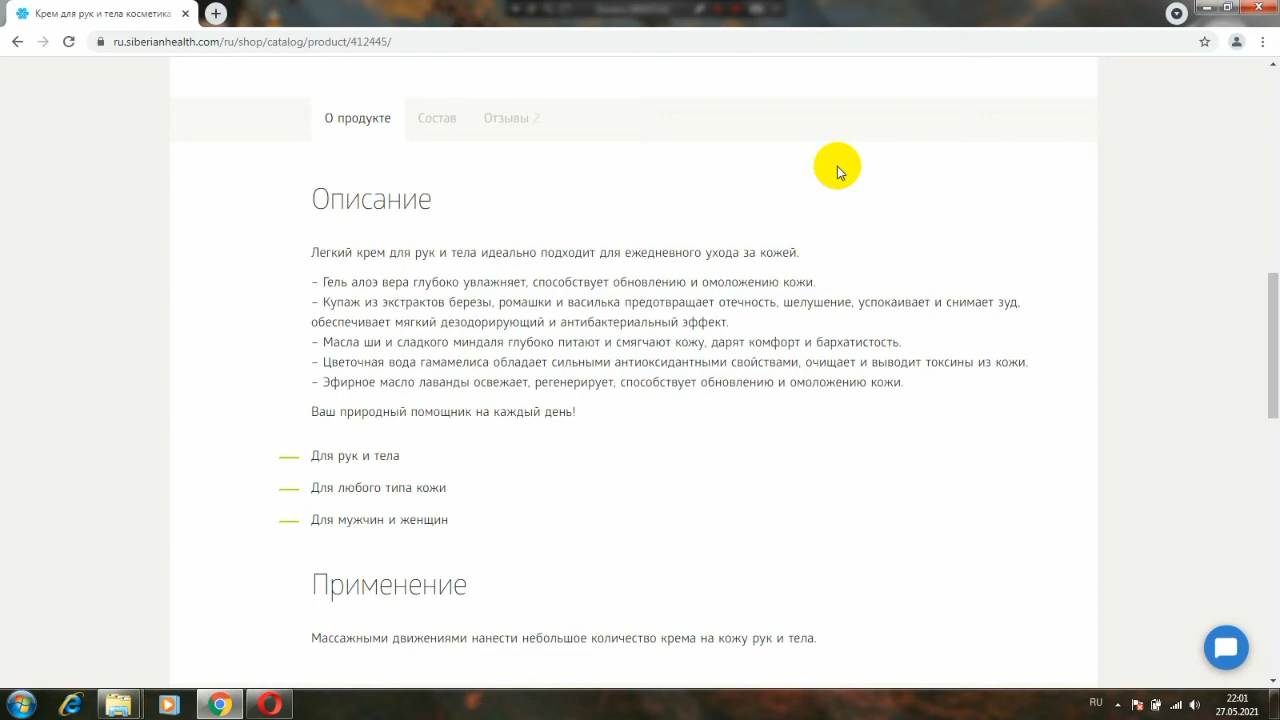 Крем для рук и тела косметика
ru.siberianhealth.com/ru/shop/catalog/product/412445/
О продукте
Состав
Отзывы 2
Описание
Легкий крем для рук и тела идеально подходит для ежедневного ухода за кожей.
– Гель алоэ вера глубоко увлажняет, способствует обновлению и омоложению кожи.
– Купаж из экстрактов березы, ромашки и василька предотвращает отечность, шелушение, успокаивает и снимает зуд,
обеспечивает мягкий дезодорирующий и антибактериальный эффект.
– Масла ши и сладкого миндаля глубоко питают и смягчают кожу, дарят комфорт и бархатистость.
– Цветочная вода гамамелиса обладает сильными антиоксидантными свойствами, очищает и выводит токсины из кожи.
– Эфирное масло лаванды освежает, регенерирует, способствует обновлению и омоложению кожи.
Ваш природный помощник на каждый день!
Для рук и тела
Для любого типа кожи
Для мужчин и женщин
Применение
Массажными движениями нанести небольшое количество крема на кожу рук и тела.
RU
22:01
27.05.2021